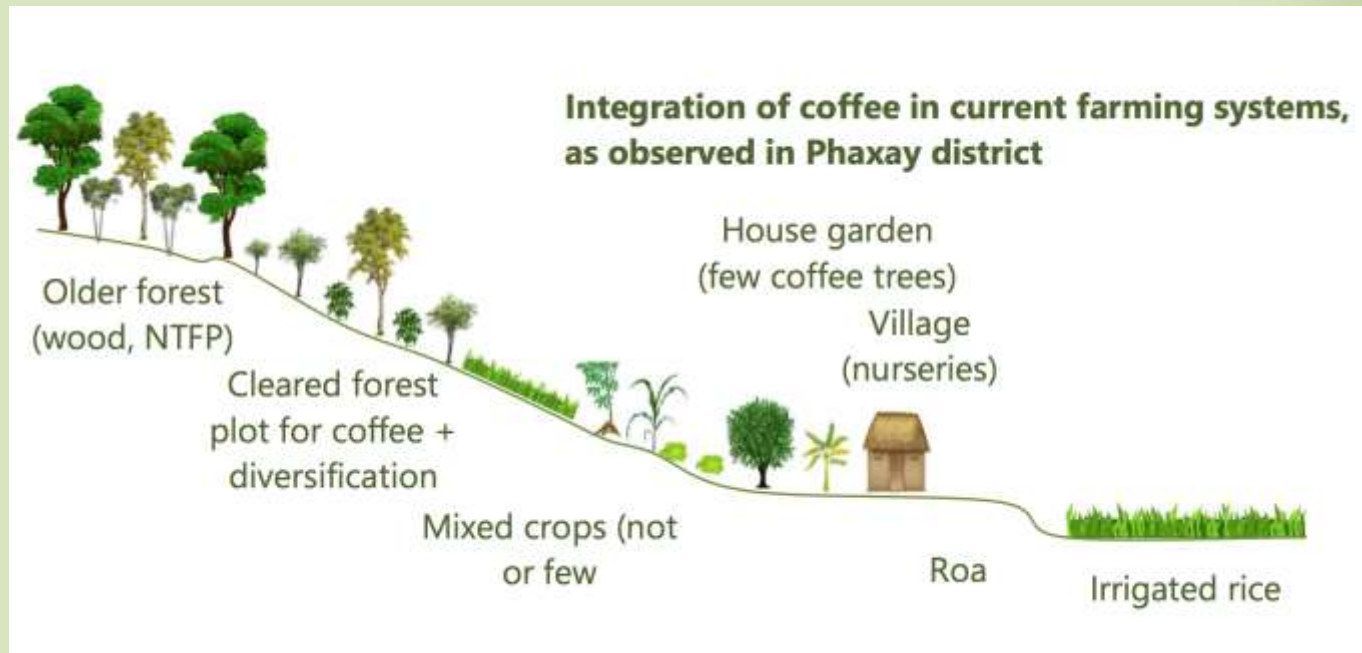 Integration of coffee in current farming systems,
as observed in Phaxay district
House garden
(few coffee trees)
Village
(nurseries)
Older forest
(wood, NTFP)
Cleared forest
plot for coffee +
diversification
Mixed crops (not
or few
Roa
Irrigated rice